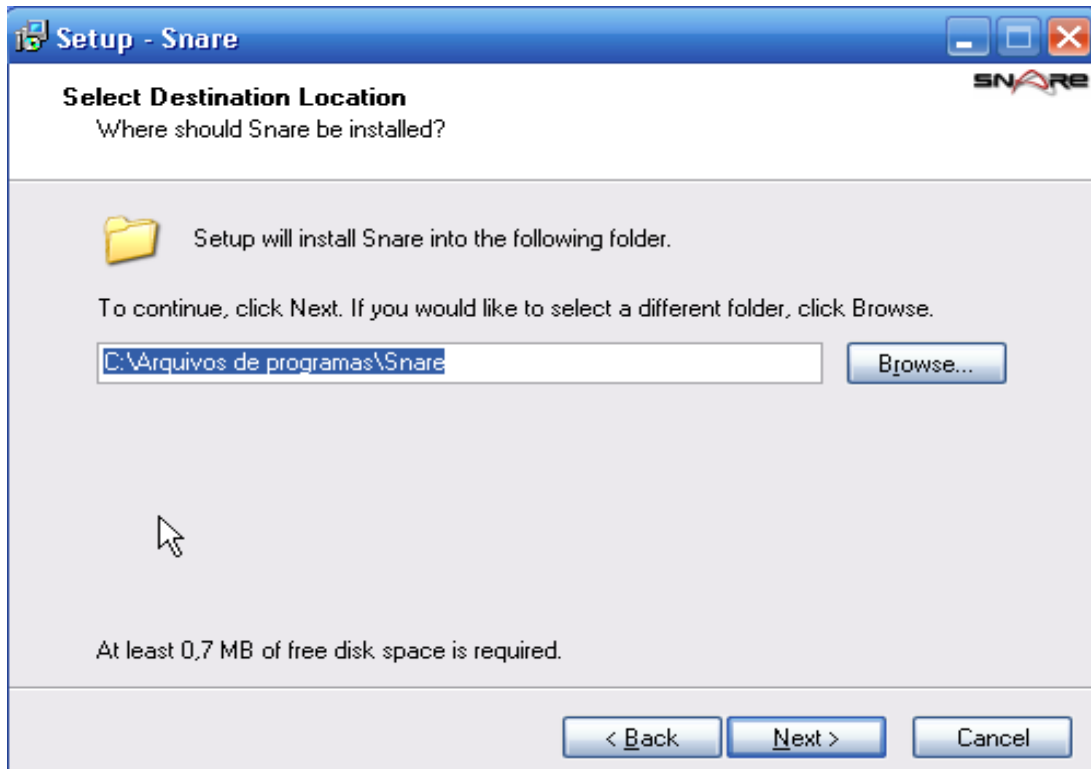 Setup - Snare
SNARE
Select Destination Location
Where should Snare be installed?
Setup will install Snare into the following folder.
To continue, click Next. If you would like to select a different folder, click Browse.
C:\Arquivos de programas\Snare
Browse...
At least 0,7 MB of free disk space is required.
< Back
Next >
Cancel